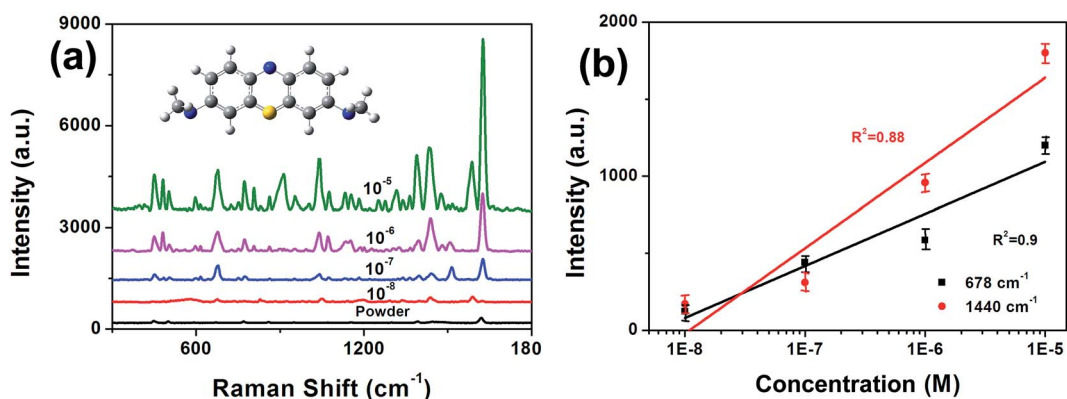 (a)
9000
6000
3000
0
Intensity (a.u.)
10⁻⁵
10⁻⁶
10⁻⁷
10⁻⁸
Powder
600
1200
180
Raman Shift (cm⁻¹)
(b)
2000
1000
0
Intensity (a.u.)
R²=0.88
R²=0.9
678 cm⁻¹
1440 cm⁻¹
1E-8
1E-7
1E-6
1E-5
Concentration (M)